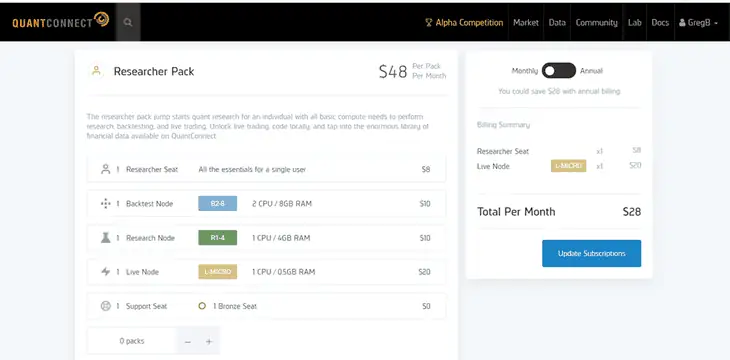 QUANTCONNECT
Alpha Competition Market Data Community Lab Docs GregB
Researcher Pack
$48 Per Pack
Per Month
The researcher pack jump starts quant research for an individual with all basic compute needs to perform
research, backtesting, and live trading. Unlock live trading, code locally, and tap into the enormous library of
financial data available on QuantConnect.
1 Researcher Seat All the essentials for a single user $8
1 Backtest Node B2-8 2 CPU / 8GB RAM $10
1 Research Node R1-4 1 CPU / 4GB RAM $10
1 Live Node L-MICRO 1 CPU / 0.5GB RAM $20
1 Support Seat 1 Bronze Seat $0
0 packs − +
Monthly Annual
You could save $28 with annual billing.
Billing Summary
Researcher Seat x1 $8
Live Node L-MICRO x1 $20
Total Per Month $28
Update Subscriptions